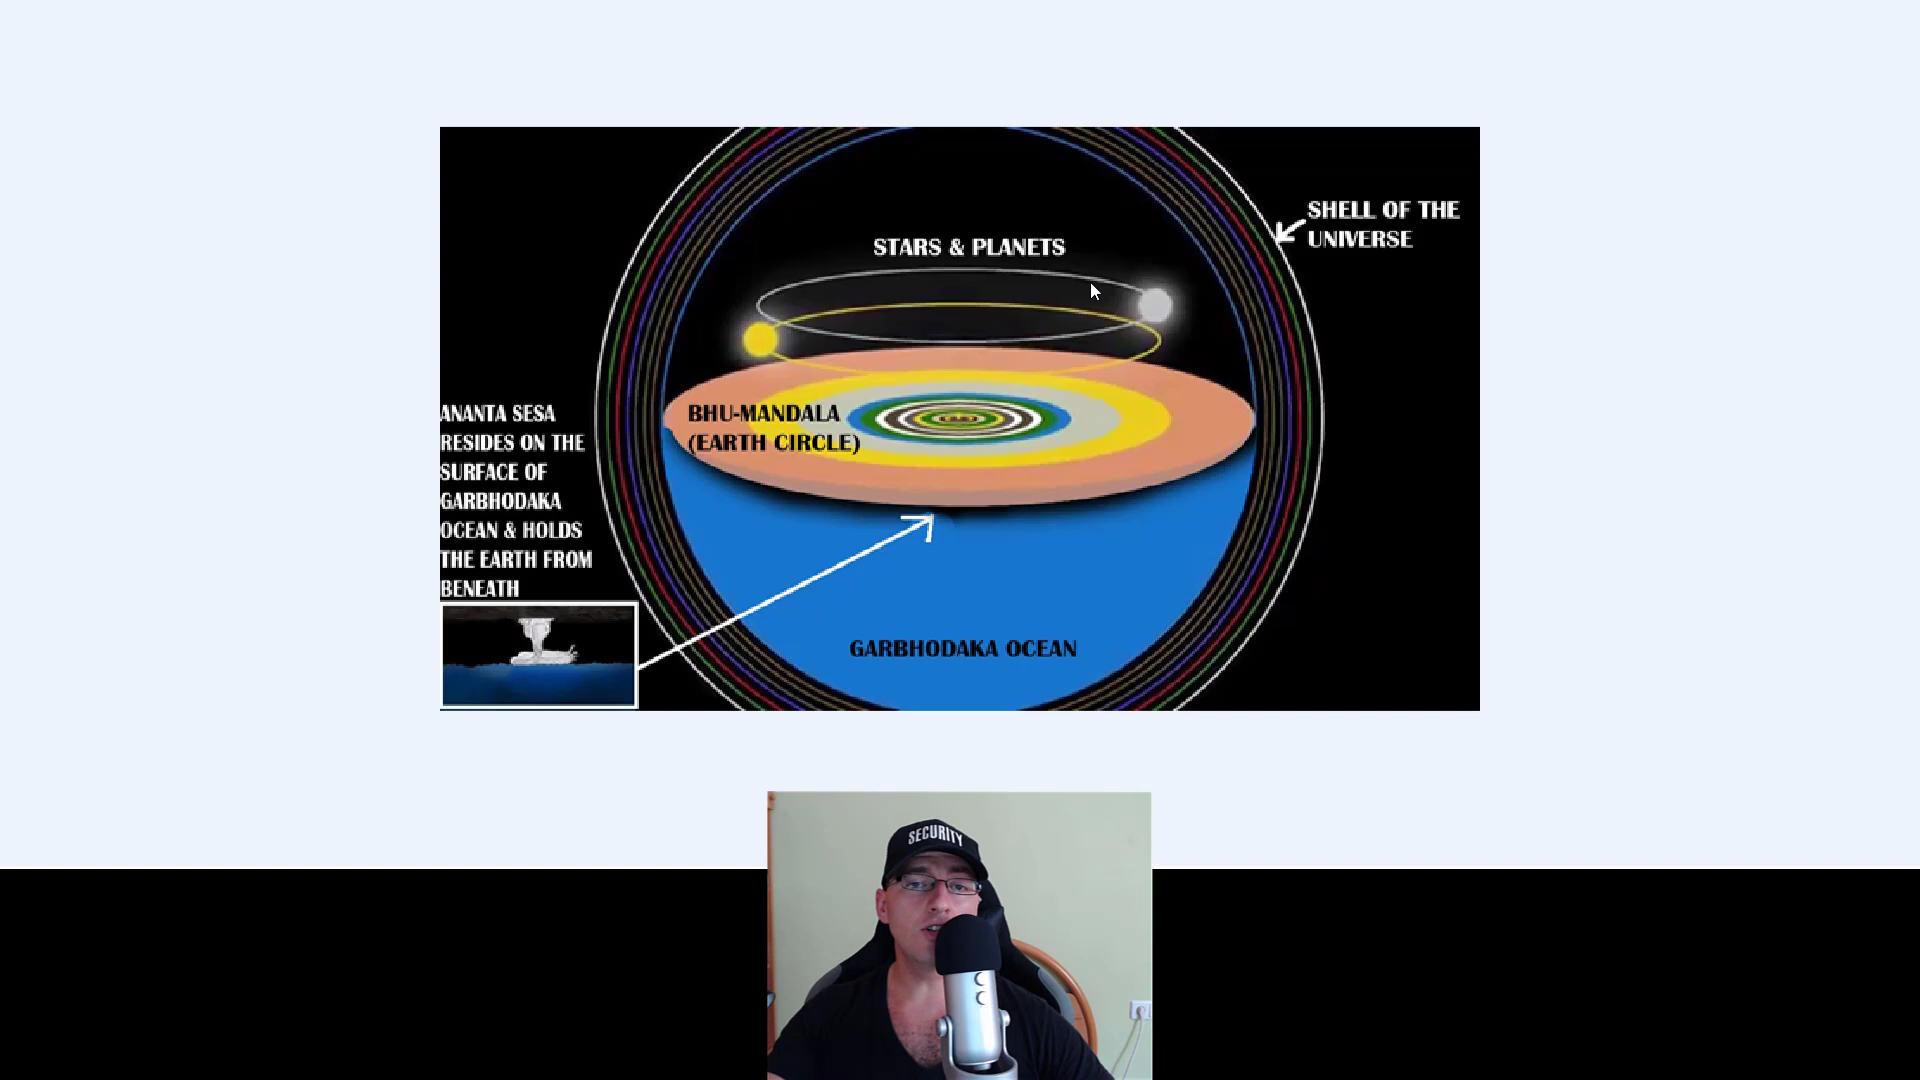 SHELL OF THE
UNIVERSE
STARS & PLANETS
ANANTA SESA
RESIDES ON THE
SURFACE OF
GARBHODAKA
OCEAN & HOLDS
THE EARTH FROM
BENEATH
BHU-MANDALA
(EARTH CIRCLE)
GARBHODAKA OCEAN
SECURITY